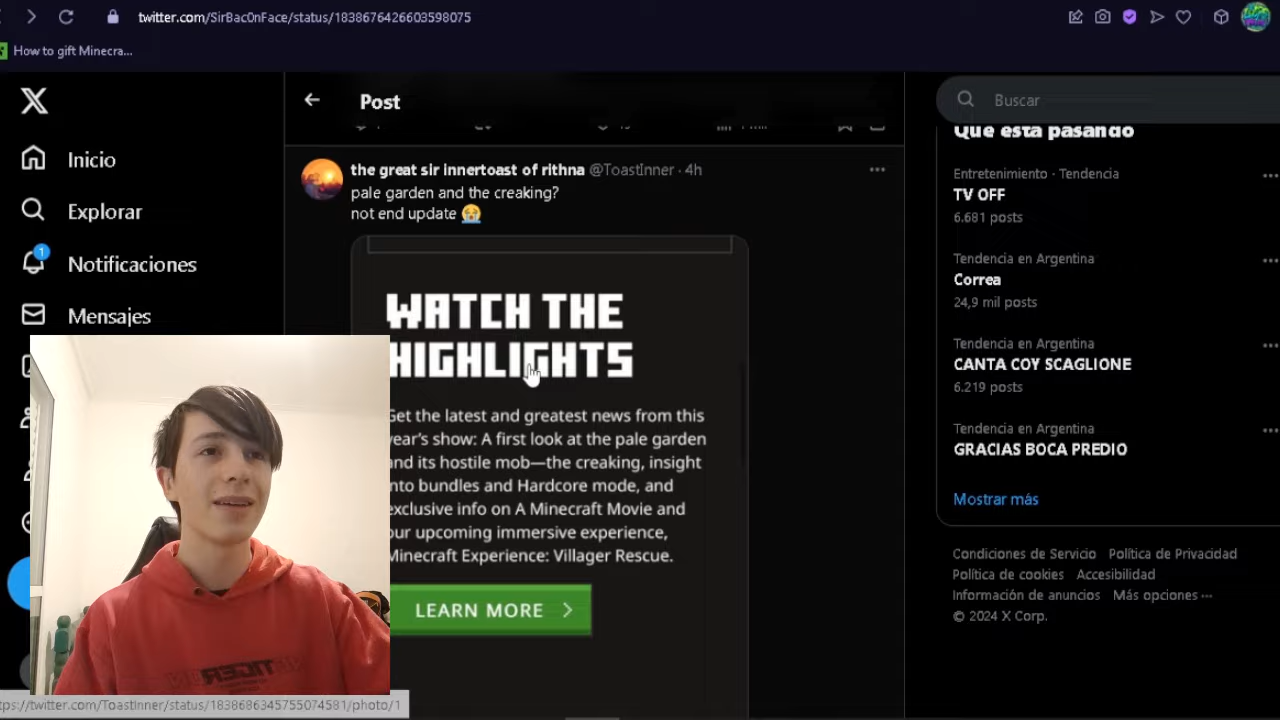 twitter.com/SirBac0nFace/status/1838676426603598075
How to gift Minecra...
Post
Buscar
Inicio
Explorar
1
Notificaciones
Mensajes
the great sir innertoast of rithna @ToastInner · 4h
pale garden and the creaking?
not end update 😭
WATCH THE
HIGHLIGHTS
Get the latest and greatest news from this
year's show: A first look at the pale garden
and its hostile mob—the creaking, insight
into bundles and Hardcore mode, and
exclusive info on A Minecraft Movie and
our upcoming immersive experience,
Minecraft Experience: Villager Rescue.
LEARN MORE
Qué está pasando
Entretenimiento · Tendencia
TV OFF
6.681 posts
Tendencia en Argentina
Correa
24,9 mil posts
Tendencia en Argentina
CANTA COY SCAGLIONE
6.219 posts
Tendencia en Argentina
GRACIAS BOCA PREDIO
Mostrar más
Condiciones de Servicio Política de Privacidad
Política de cookies Accesibilidad
Información de anuncios Más opciones ···
© 2024 X Corp.
tps://twitter.com/ToastInner/status/1838686345755074581/photo/1